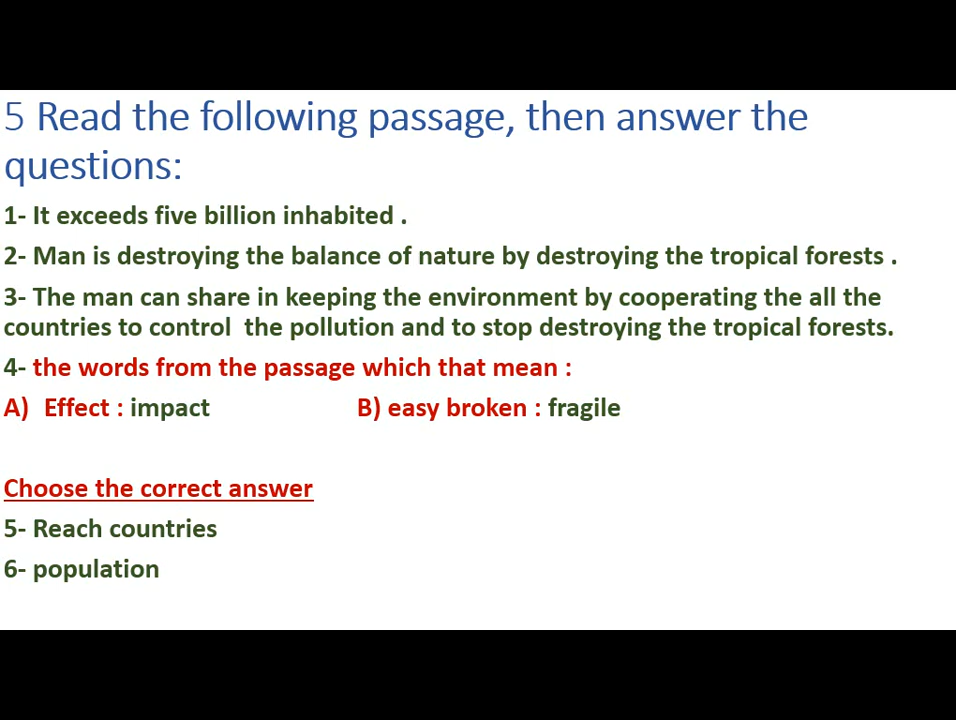 5 Read the following passage, then answer the
questions:
1- It exceeds five billion inhabited .
2- Man is destroying the balance of nature by destroying the tropical forests .
3- The man can share in keeping the environment by cooperating the all the
countries to control  the pollution and to stop destroying the tropical forests.
4- the words from the passage which that mean :
A)  Effect : impact    B) easy broken : fragile
Choose the correct answer
5- Reach countries
6- population